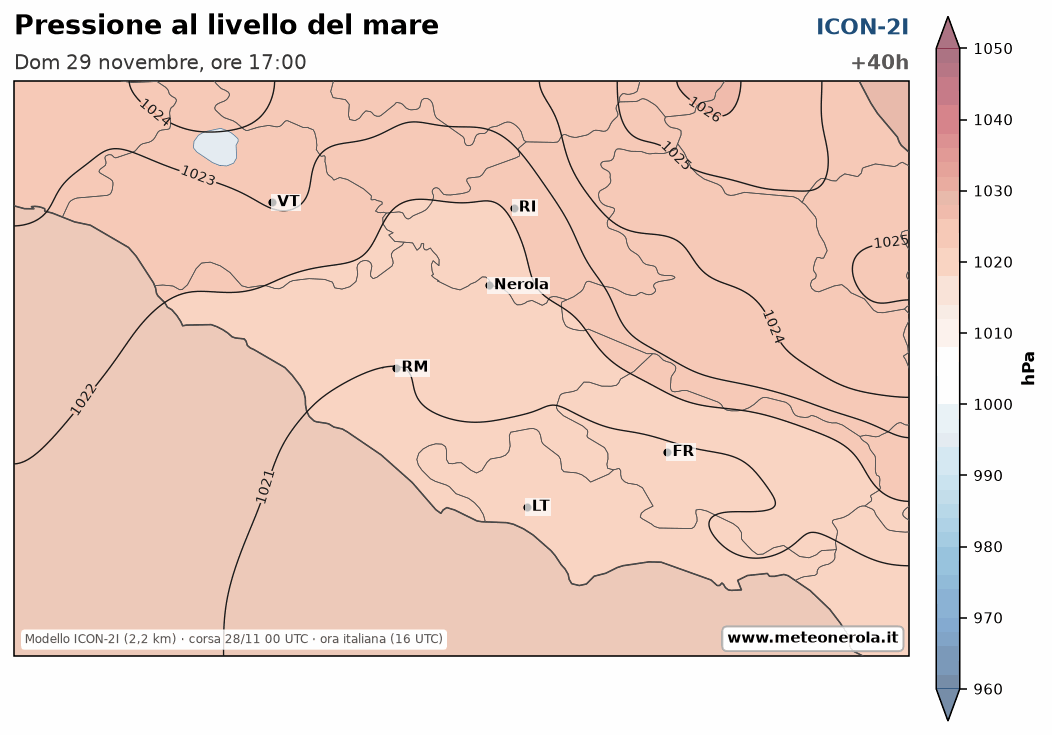 Pressione al livello del mare
ICON-2I
Dom 29 novembre, ore 17:00
+40h
1024
1026
1025
1023
VT
RI
1025
Nerola
1024
RM
1022
FR
1021
LT
Modello ICON-2I (2,2 km) · corsa 28/11 00 UTC · ora italiana (16 UTC)
www.meteonerola.it
1050
1040
1030
1020
1010
1000
990
980
970
960
hPa